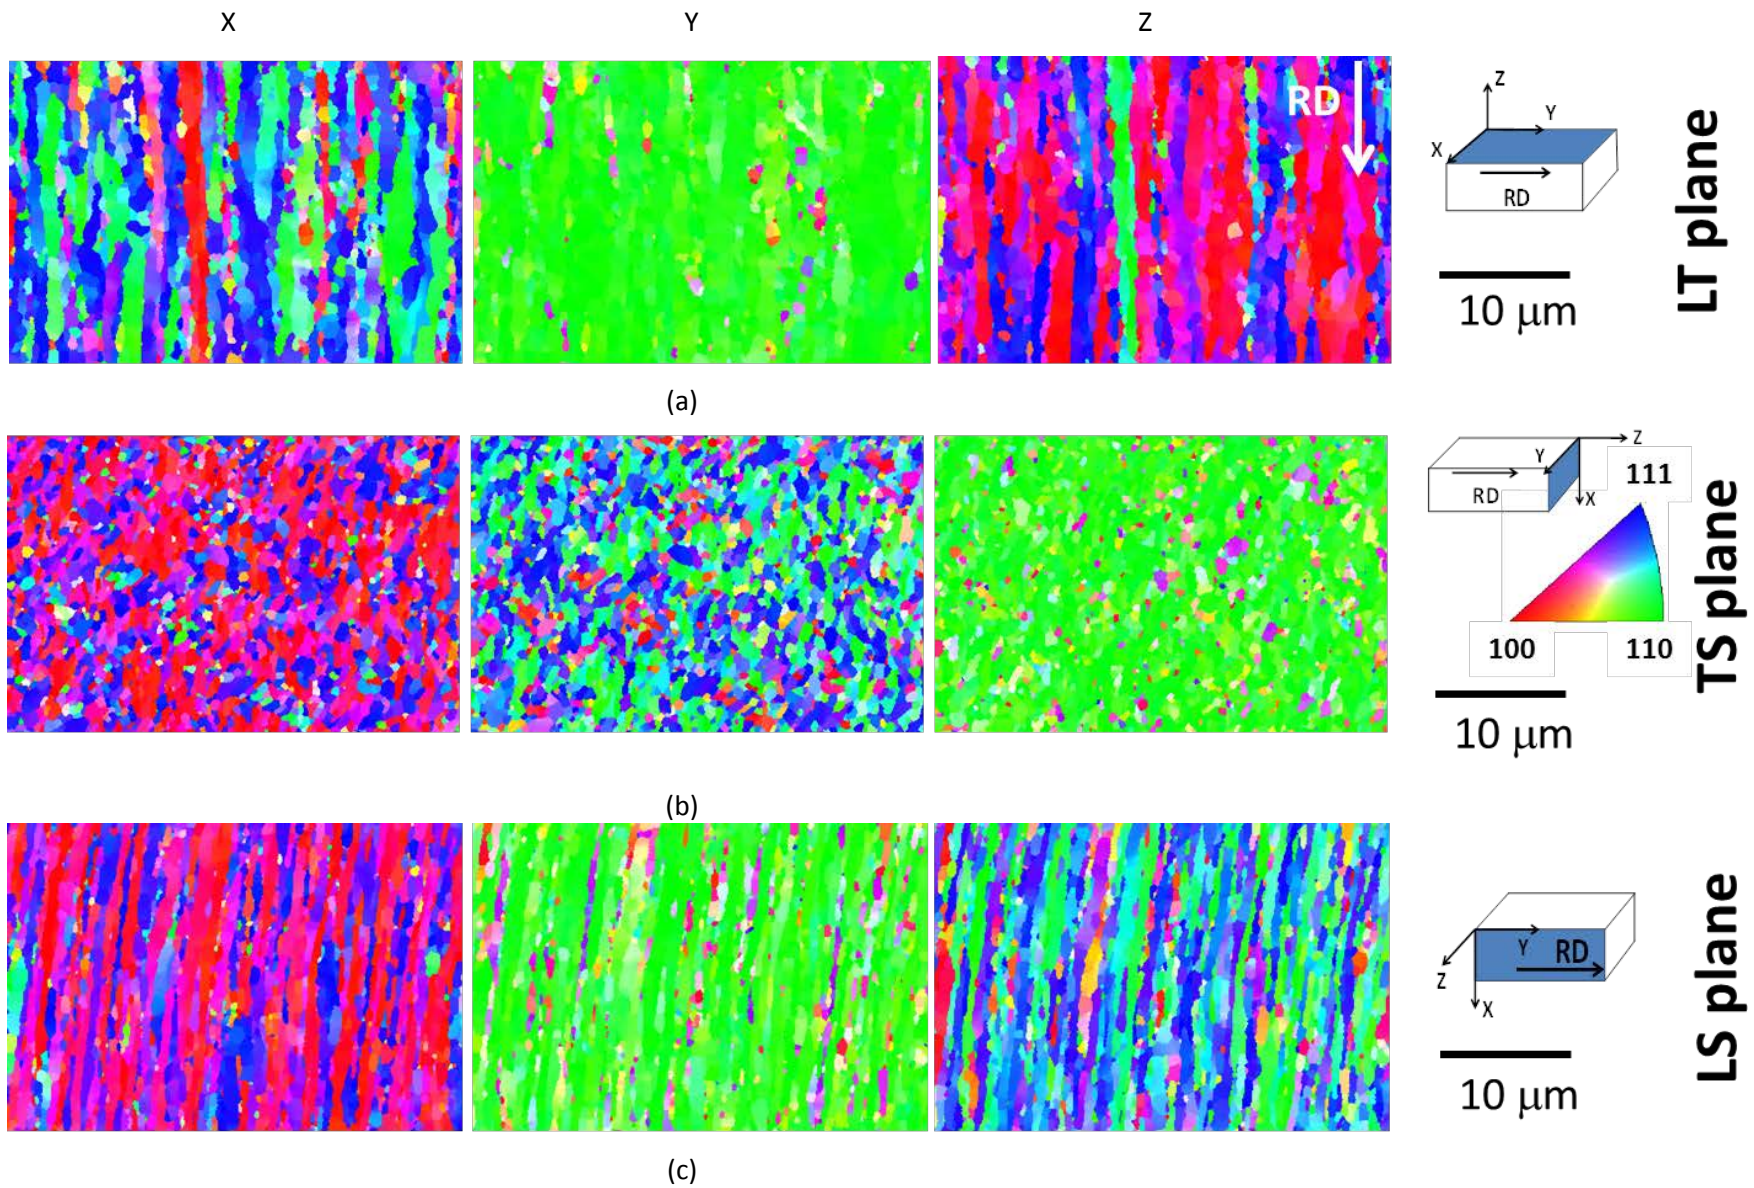 X Y Z
RD
Z
Y
X
RD
LT plane
10 μm
(a)
Z
Y
X
RD
111
100 110
TS plane
10 μm
(b)
Y RD
Z
X
LS plane
10 μm
(c)